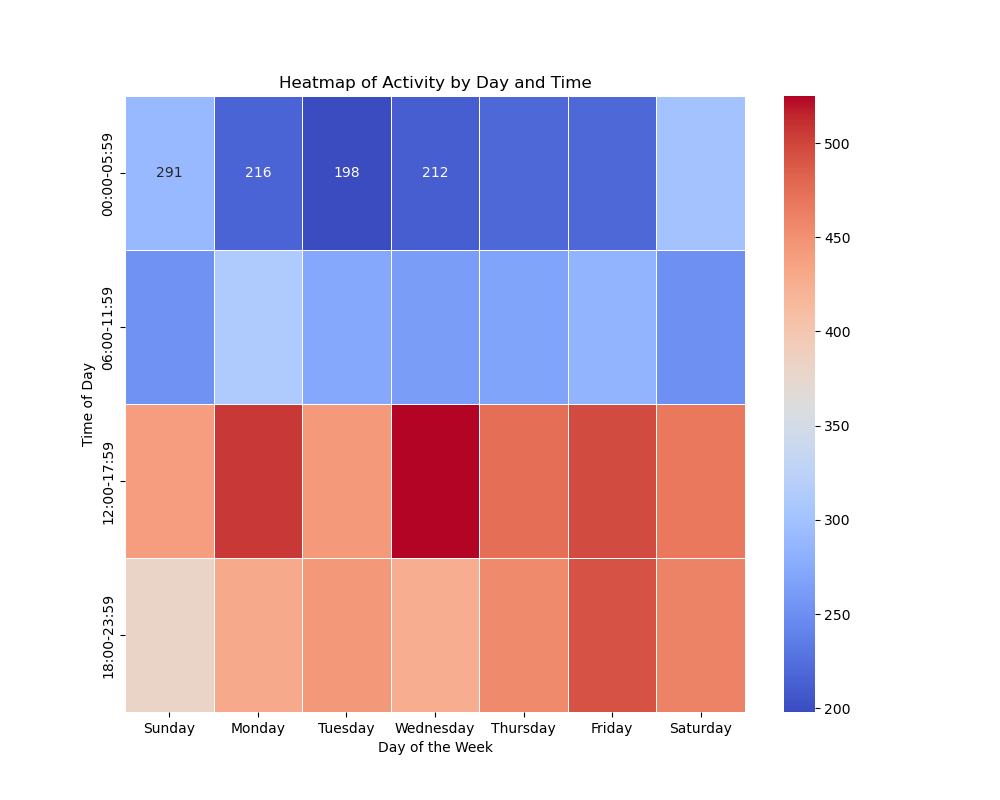 Heatmap of Activity by Day and Time
00:00-05:59
291 216 198 212
06:00-11:59
12:00-17:59
18:00-23:59
Time of Day
Sunday Monday Tuesday Wednesday Thursday Friday Saturday
Day of the Week
500
450
400
350
300
250
200